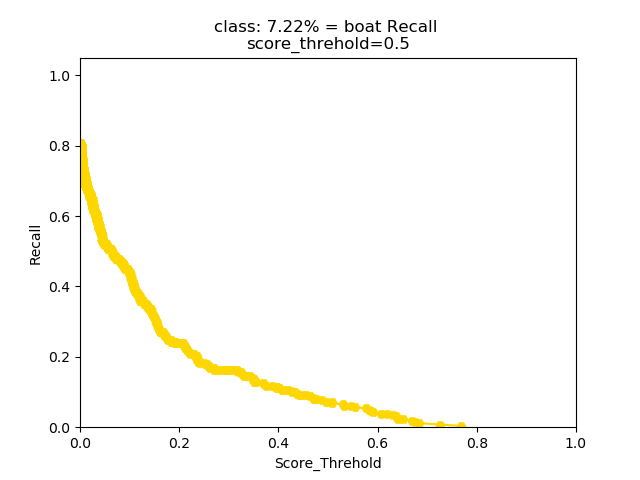 class: 7.22% = boat Recall
score_threhold=0.5
1.0
0.8
0.6
0.4
0.2
0.0
Recall
0.0 0.2 0.4 0.6 0.8 1.0
Score_Threhold